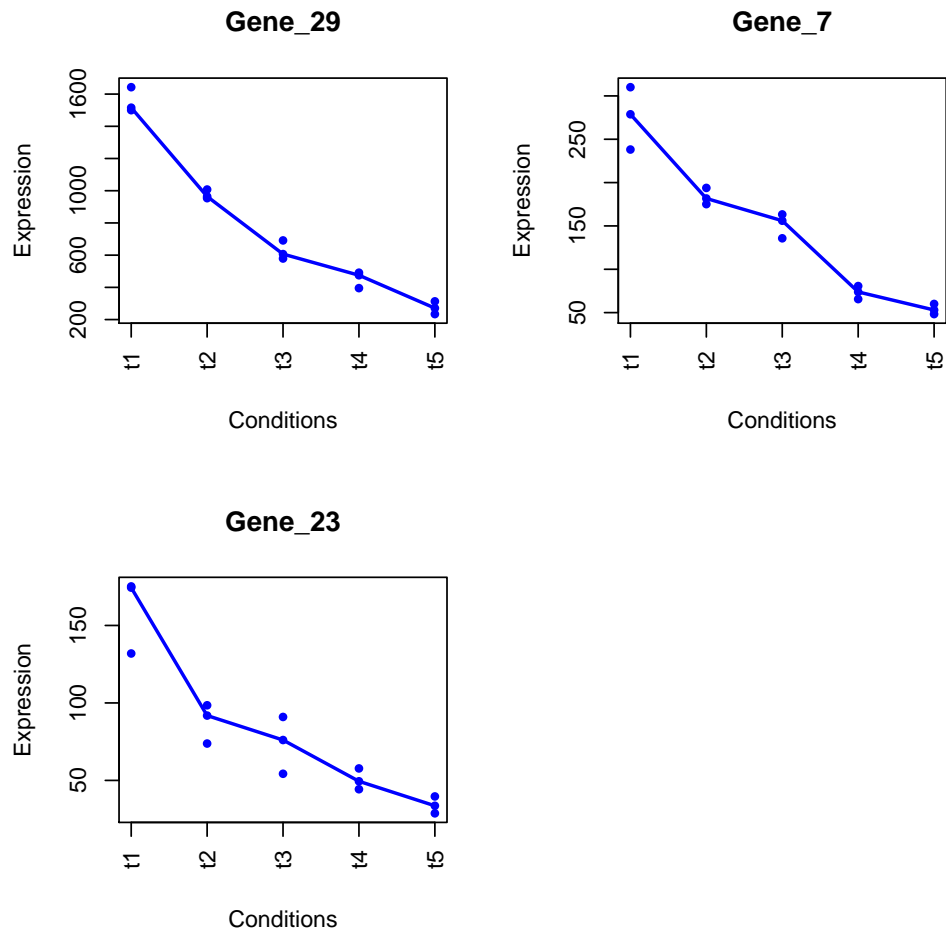 Gene_29
Expression
200
600
1000
1600
t1
t2
t3
t4
t5
Conditions
Gene_7
Expression
50
150
250
t1
t2
t3
t4
t5
Conditions
Gene_23
Expression
50
100
150
t1
t2
t3
t4
t5
Conditions